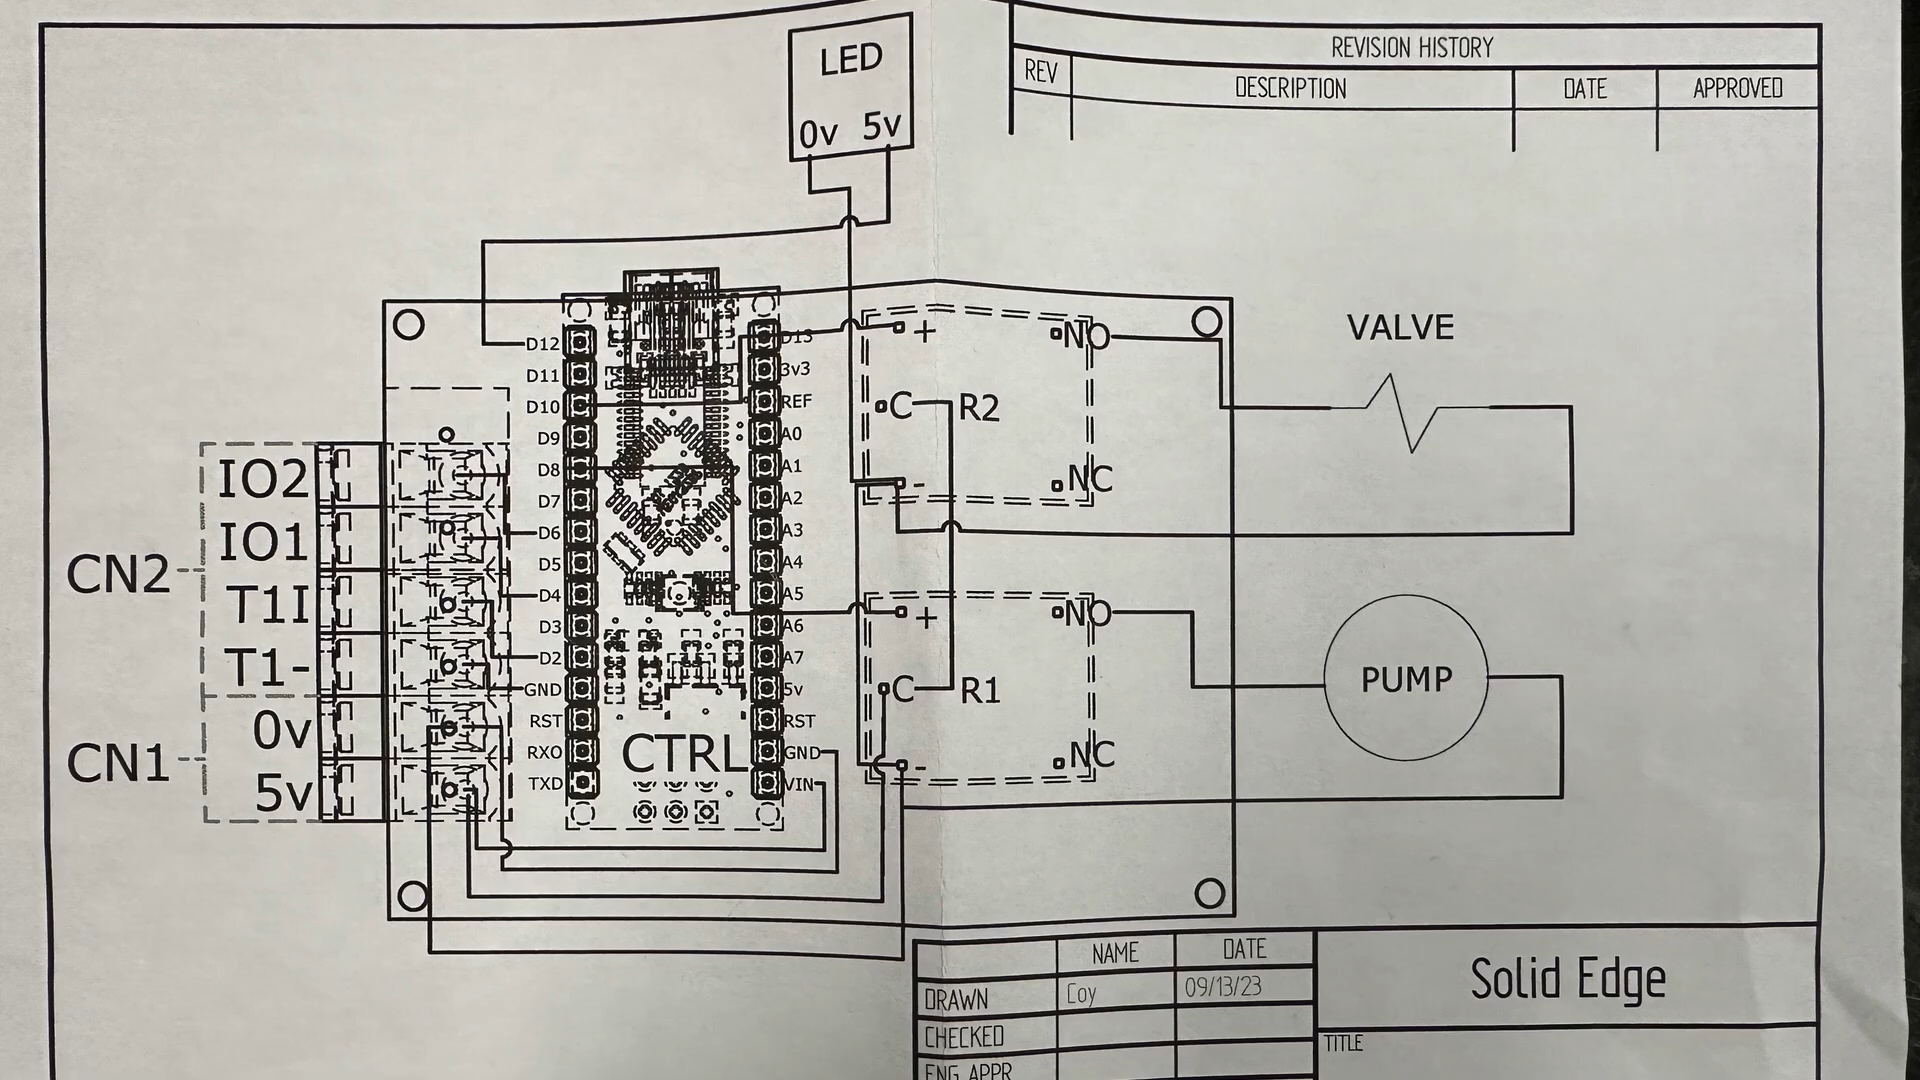 LED
0v 5v
REVISION HISTORY
REV DESCRIPTION DATE APPROVED
D12
D11
D10
D9
D8
D7
D6
D5
D4
D3
D2
GND
RST
RXO
TXD
D13
3v3
REF
A0
A1
A2
A3
A4
A5
A6
A7
5v
RST
GND
VIN
CTRL
CN2
IO2
IO1
T1I
T1-
CN1
0v
5v
+ NO
C R2
- NC
+ NO
C R1
- NC
VALVE
PUMP
NAME DATE
DRAWN Coy 09/13/23
CHECKED
ENG APPR
Solid Edge
TITLE